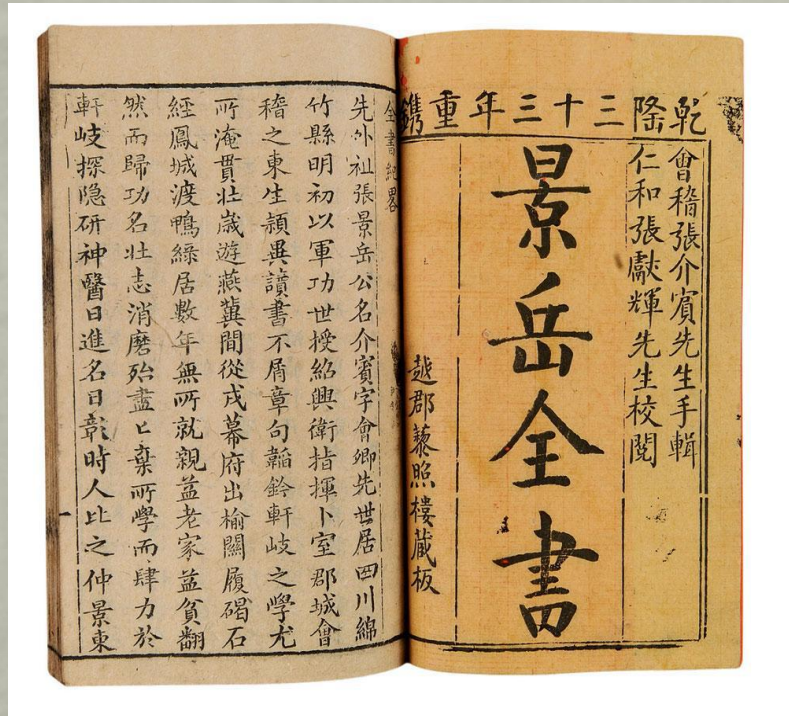 乾隆三十三年重鐫
會稽張介賓先生手輯
仁和張獻輝先生校閱
景岳全書
越郡藜照樓藏板
全書紀畧
先外祖張景岳公名介賓字會卿先世居四川綿
竹縣明初以軍功世授紹興衛指揮卜室郡城會
稽之東生頴異讀書不屑章句韜鈐軒岐之學尤
所淹貫壮歲遊燕冀間從戎幕府出榆關履碣石
經鳳城渡鴨綠居數年無所就親益老家益貧翻
然而歸功名壮志消磨殆盡匕棄所學而肆力於
軒岐探隐研神醫日進名日彰時人比之仲景東